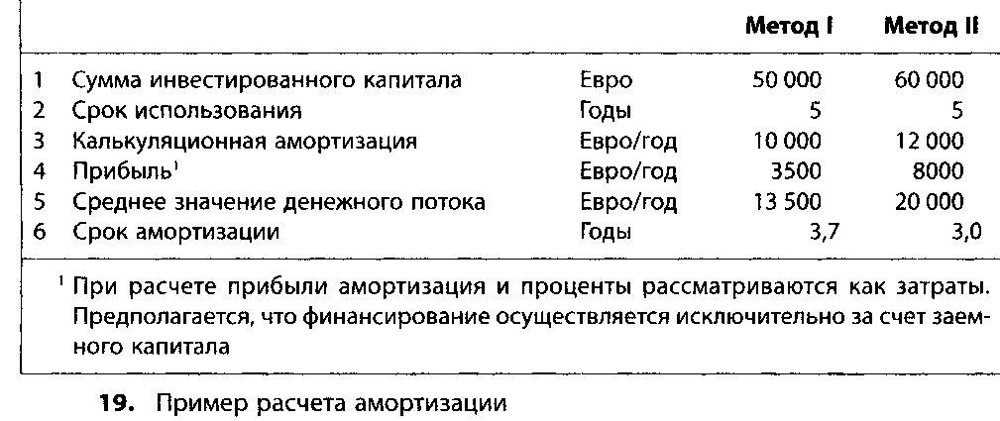 Метод I Метод II
1 Сумма инвестированного капитала Евро 50 000 60 000
2 Срок использования Годы 5 5
3 Калькуляционная амортизация Евро/год 10 000 12 000
4 Прибыль¹ Евро/год 3500 8000
5 Среднее значение денежного потока Евро/год 13 500 20 000
6 Срок амортизации Годы 3,7 3,0
¹ При расчете прибыли амортизация и проценты рассматриваются как затраты.
Предполагается, что финансирование осуществляется исключительно за счет заем-
ного капитала
19. Пример расчета амортизации